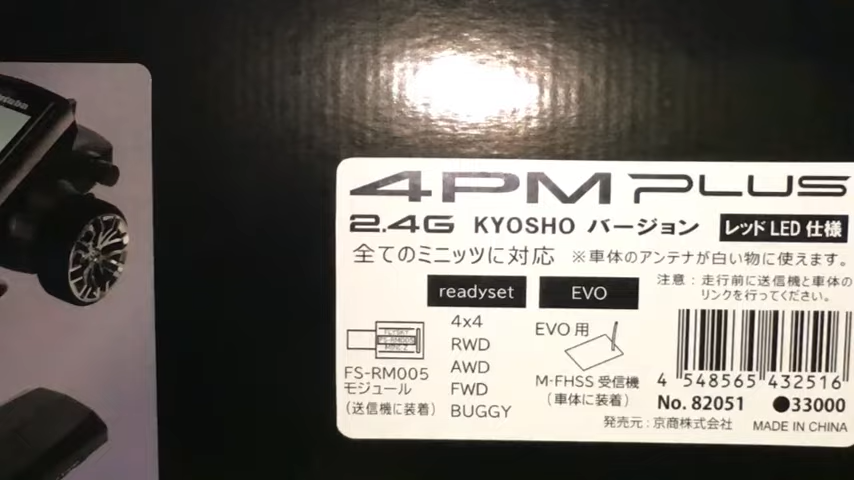 4PM PLUS
2.4G KYOSHO バージョン レッド LED 仕様
全てのミニッツに対応 ※車体のアンテナが白い物に使えます。
注意：走行前に送信機と車体の
リンクを行ってください。
readyset
4x4
RWD
AWD
FWD
BUGGY
FS-RM005
モジュール
（送信機に装着）
EVO
EVO 用
M-FHSS 受信機
（車体に装着）
4 548565 432516
No. 82051 ●33000
発売元：京商株式会社 MADE IN CHINA